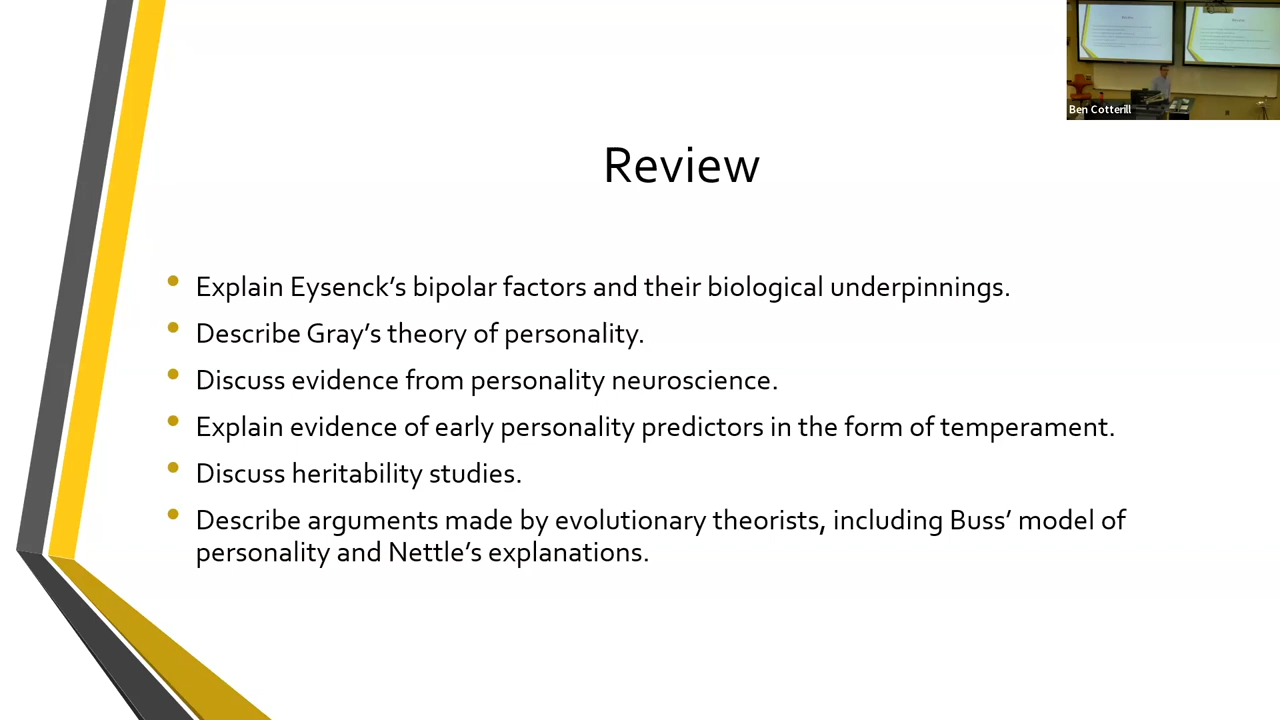 Ben Cotterill
Review
• Explain Eysenck’s bipolar factors and their biological underpinnings.
• Describe Gray’s theory of personality.
• Discuss evidence from personality neuroscience.
• Explain evidence of early personality predictors in the form of temperament.
• Discuss heritability studies.
• Describe arguments made by evolutionary theorists, including Buss’ model of
personality and Nettle’s explanations.